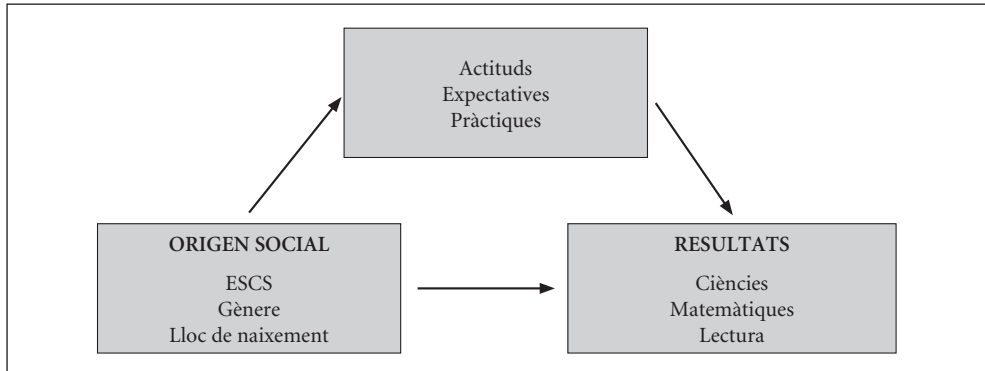 Actituds
Expectatives
Pràctiques
ORIGEN SOCIAL
ESCS
Gènere
Lloc de naixement
RESULTATS
Ciències
Matemàtiques
Lectura